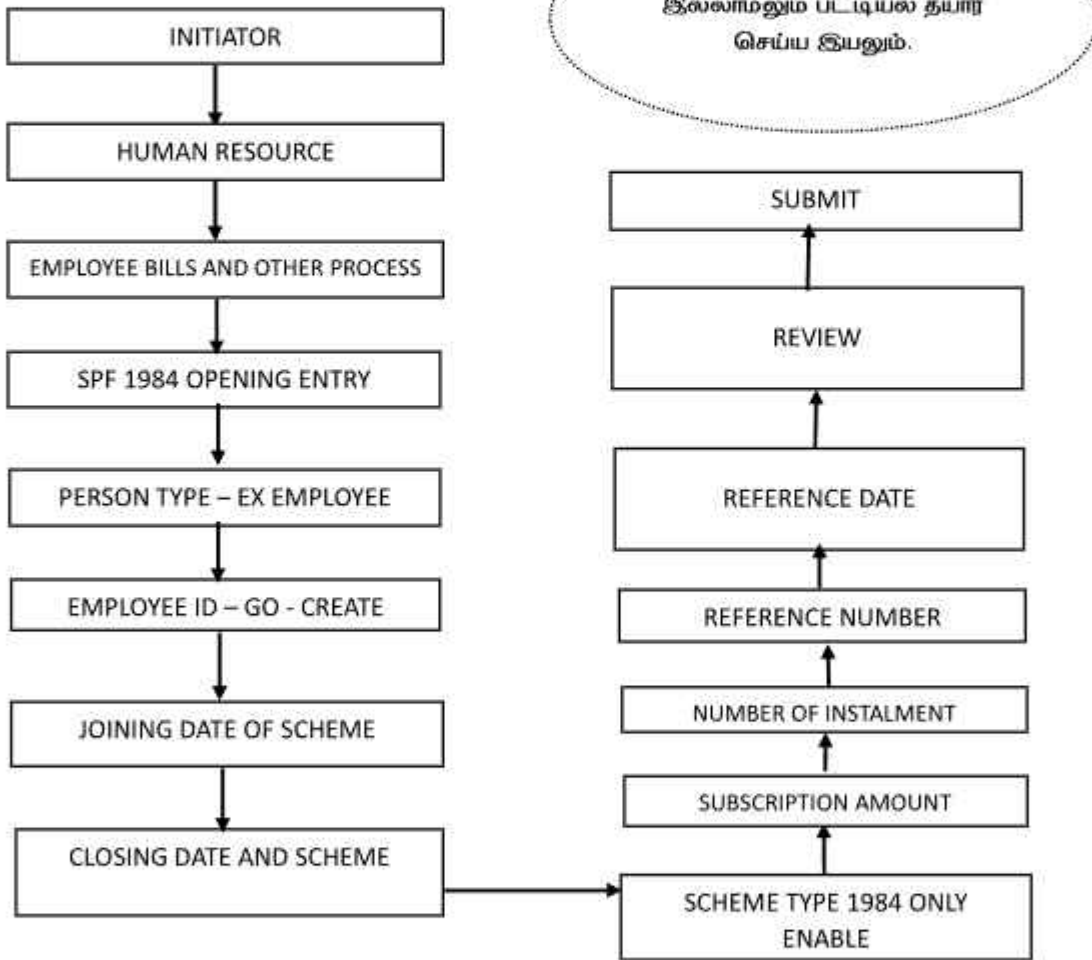 இல்லாமலும் பட்டியல் தயார்
செய்ய இயலும்.
INITIATOR
HUMAN RESOURCE
EMPLOYEE BILLS AND OTHER PROCESS
SPF 1984 OPENING ENTRY
PERSON TYPE – EX EMPLOYEE
EMPLOYEE ID – GO - CREATE
JOINING DATE OF SCHEME
CLOSING DATE AND SCHEME
SCHEME TYPE 1984 ONLY
ENABLE
SUBSCRIPTION AMOUNT
NUMBER OF INSTALMENT
REFERENCE NUMBER
REFERENCE DATE
REVIEW
SUBMIT